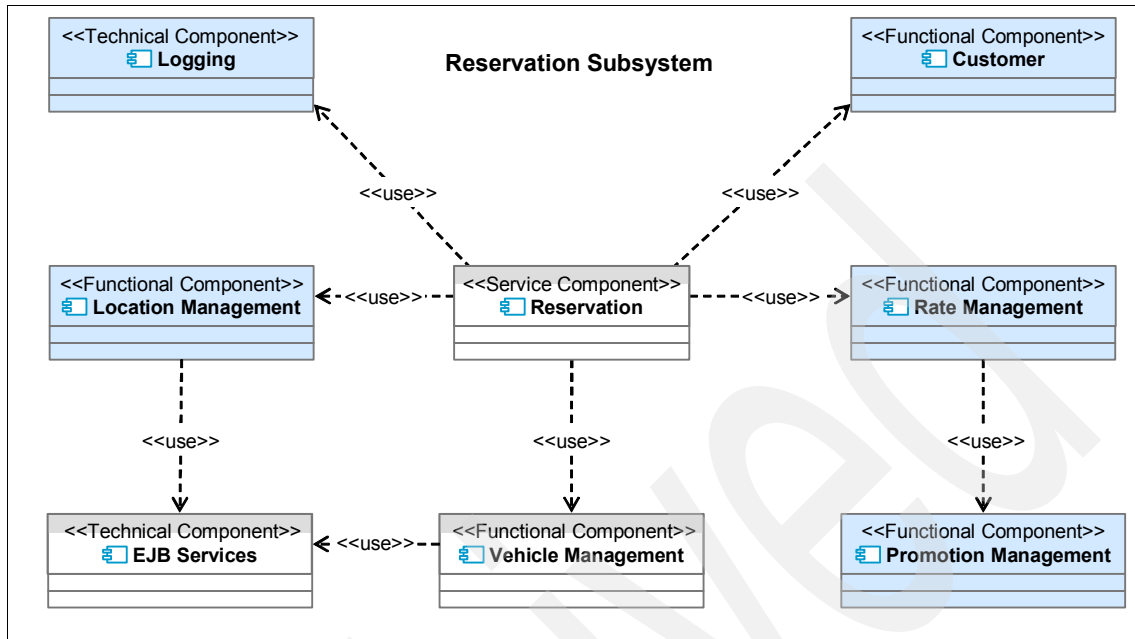 <<Technical Component>>
Logging
Reservation Subsystem
<<Functional Component>>
Customer
<<use>>
<<use>>
<<Functional Component>>
Location Management
<<use>>
<<Service Component>>
Reservation
<<use>>
<<Functional Component>>
Rate Management
<<use>>
<<use>>
<<use>>
<<Technical Component>>
EJB Services
<<use>>
<<Functional Component>>
Vehicle Management
<<Functional Component>>
Promotion Management